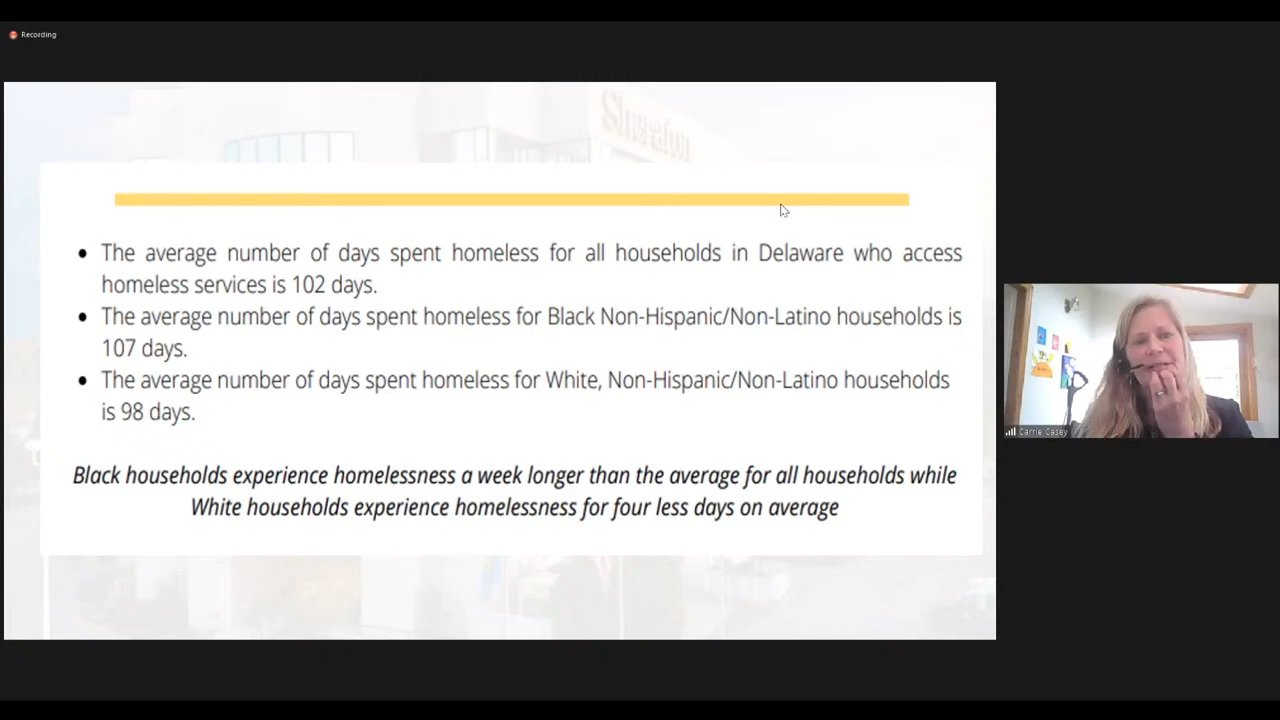 Recording
Sheraton
The average number of days spent homeless for all households in Delaware who access
homeless services is 102 days.
The average number of days spent homeless for Black Non-Hispanic/Non-Latino households is
107 days.
The average number of days spent homeless for White, Non-Hispanic/Non-Latino households
is 98 days.
Black households experience homelessness a week longer than the average for all households while
White households experience homelessness for four less days on average
Carrie Casey